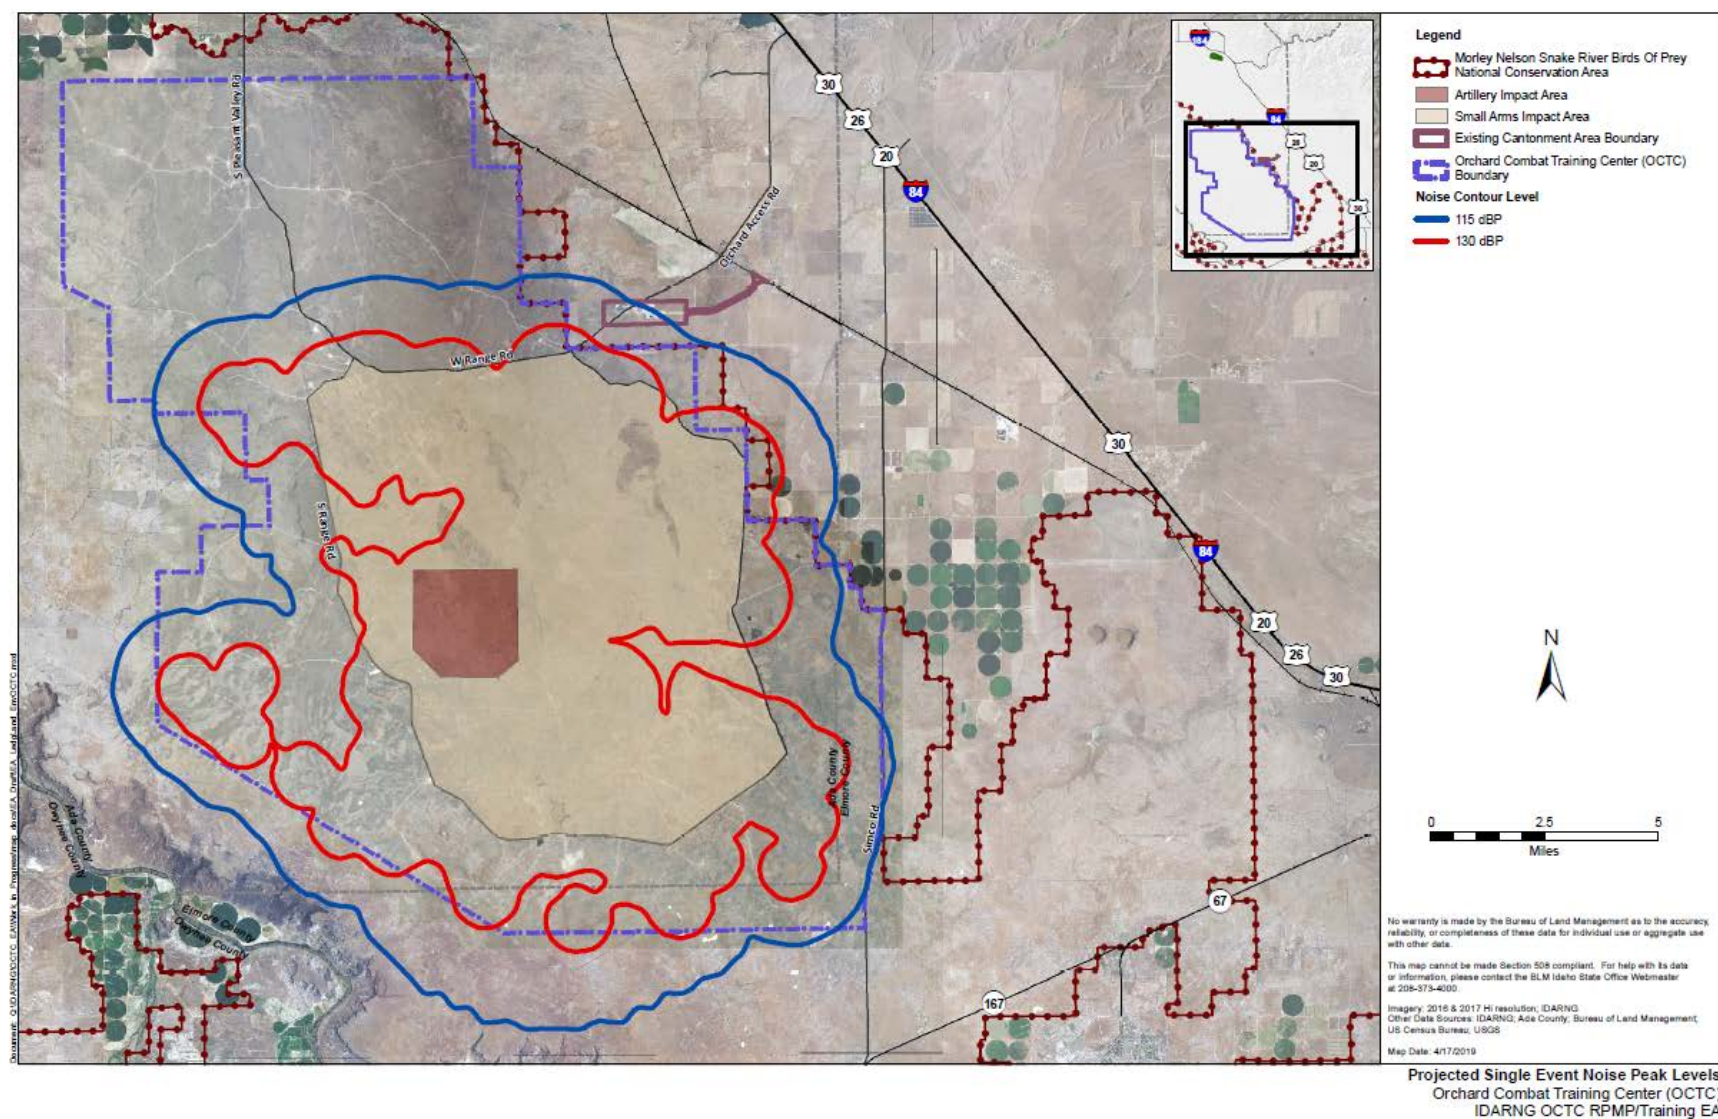 S Pleasant Valley Rd
30
26
20
84
Orchard Access Rd
W Range Rd
S Range Rd
30
84
20
26
30
Ada County
Elmore County
Simco Rd
Ada County
Owyhee County
Elmore County
Owyhee County
67
167
184
84
26
20
30
Legend
Morley Nelson Snake River Birds Of Prey
National Conservation Area
Artillery Impact Area
Small Arms Impact Area
Existing Cantonment Area Boundary
Orchard Combat Training Center (OCTC)
Boundary
Noise Contour Level
115 dBP
130 dBP
N
0 2.5 5
Miles
No warranty is made by the Bureau of Land Management as to the accuracy,
reliability, or completeness of these data for individual use or aggregate use
with other data.
This map cannot be made Section 508 compliant. For help with its data
or information, please contact the BLM Idaho State Office Webmaster
at 208-373-4000.
Imagery: 2016 & 2017 Hi resolution; IDARNG
Other Data Sources: IDARNG; Ada County; Bureau of Land Management,
US Census Bureau; USGS
Map Date: 4/17/2019
Projected Single Event Noise Peak Levels
Orchard Combat Training Center (OCTC)
IDARNG OCTC RPMP/Training EA